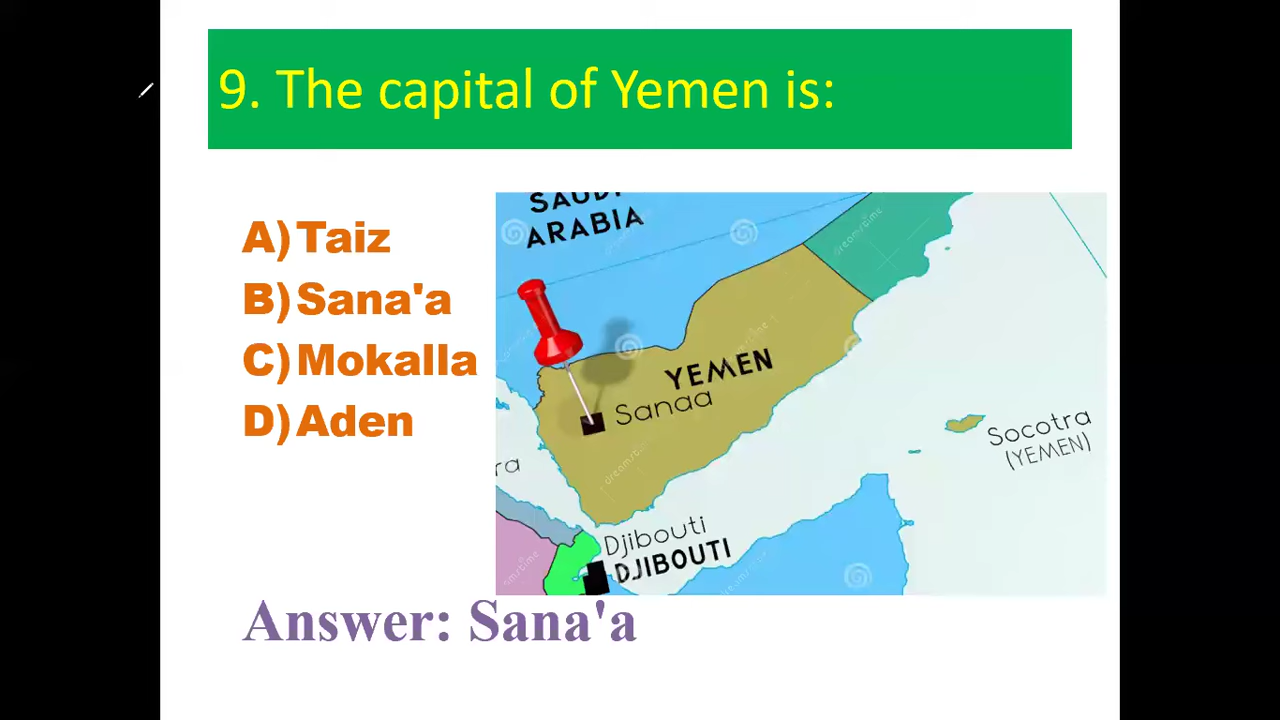 9. The capital of Yemen is:
A) Taiz
B) Sana'a
C) Mokalla
D) Aden
SAUDI
ARABIA
YEMEN
Sanaa
Socotra
(YEMEN)
ra
Djibouti
DJIBOUTI
dreamstime
Answer: Sana'a